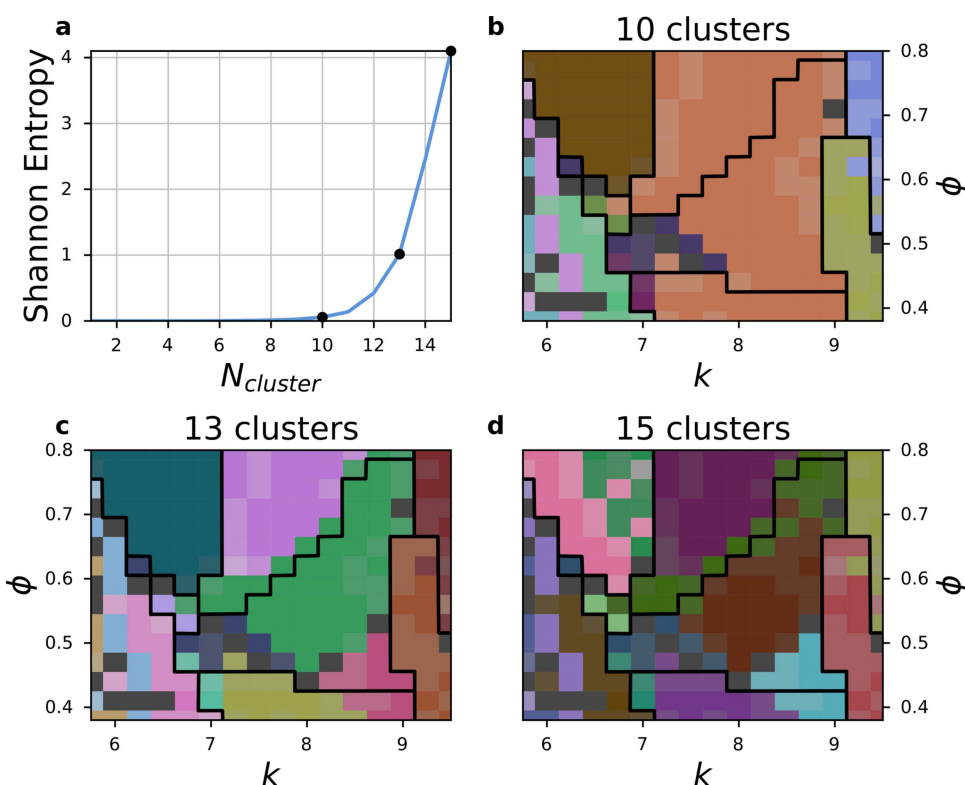 a
Shannon Entropy
4
3
2
1
0
2 4 6 8 10 12 14
N_cluster
b
10 clusters
0.8
0.7
0.6
0.5
0.4
ϕ
6 7 8 9
k
c
13 clusters
ϕ
0.8
0.7
0.6
0.5
0.4
6 7 8 9
k
d
15 clusters
0.8
0.7
0.6
0.5
0.4
ϕ
6 7 8 9
k